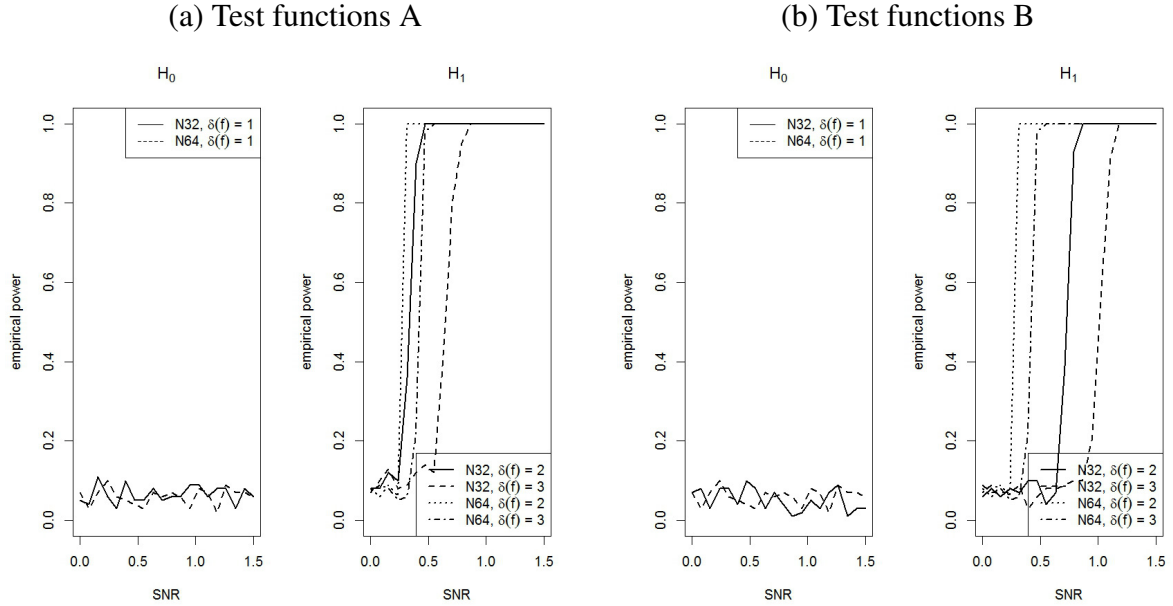 (a) Test functions A
H0
empirical power
1.0
0.8
0.6
0.4
0.2
0.0
N32, δ(f) = 1
N64, δ(f) = 1
0.0 0.5 1.0 1.5
SNR
H1
empirical power
1.0
0.8
0.6
0.4
0.2
0.0
N32, δ(f) = 2
N32, δ(f) = 3
N64, δ(f) = 2
N64, δ(f) = 3
0.0 0.5 1.0 1.5
SNR
(b) Test functions B
H0
empirical power
1.0
0.8
0.6
0.4
0.2
0.0
N32, δ(f) = 1
N64, δ(f) = 1
0.0 0.5 1.0 1.5
SNR
H1
empirical power
1.0
0.8
0.6
0.4
0.2
0.0
N32, δ(f) = 2
N32, δ(f) = 3
N64, δ(f) = 2
N64, δ(f) = 3
0.0 0.5 1.0 1.5
SNR